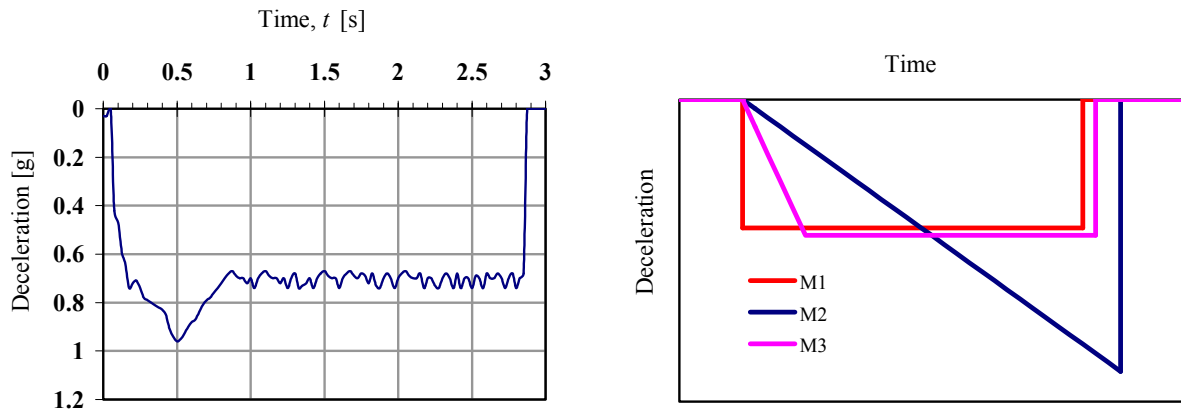 Time, t [s]
0 0.5 1 1.5 2 2.5 3
0
0.2
0.4
0.6
0.8
1
1.2
Deceleration [g]
Time
Deceleration
M1
M2
M3